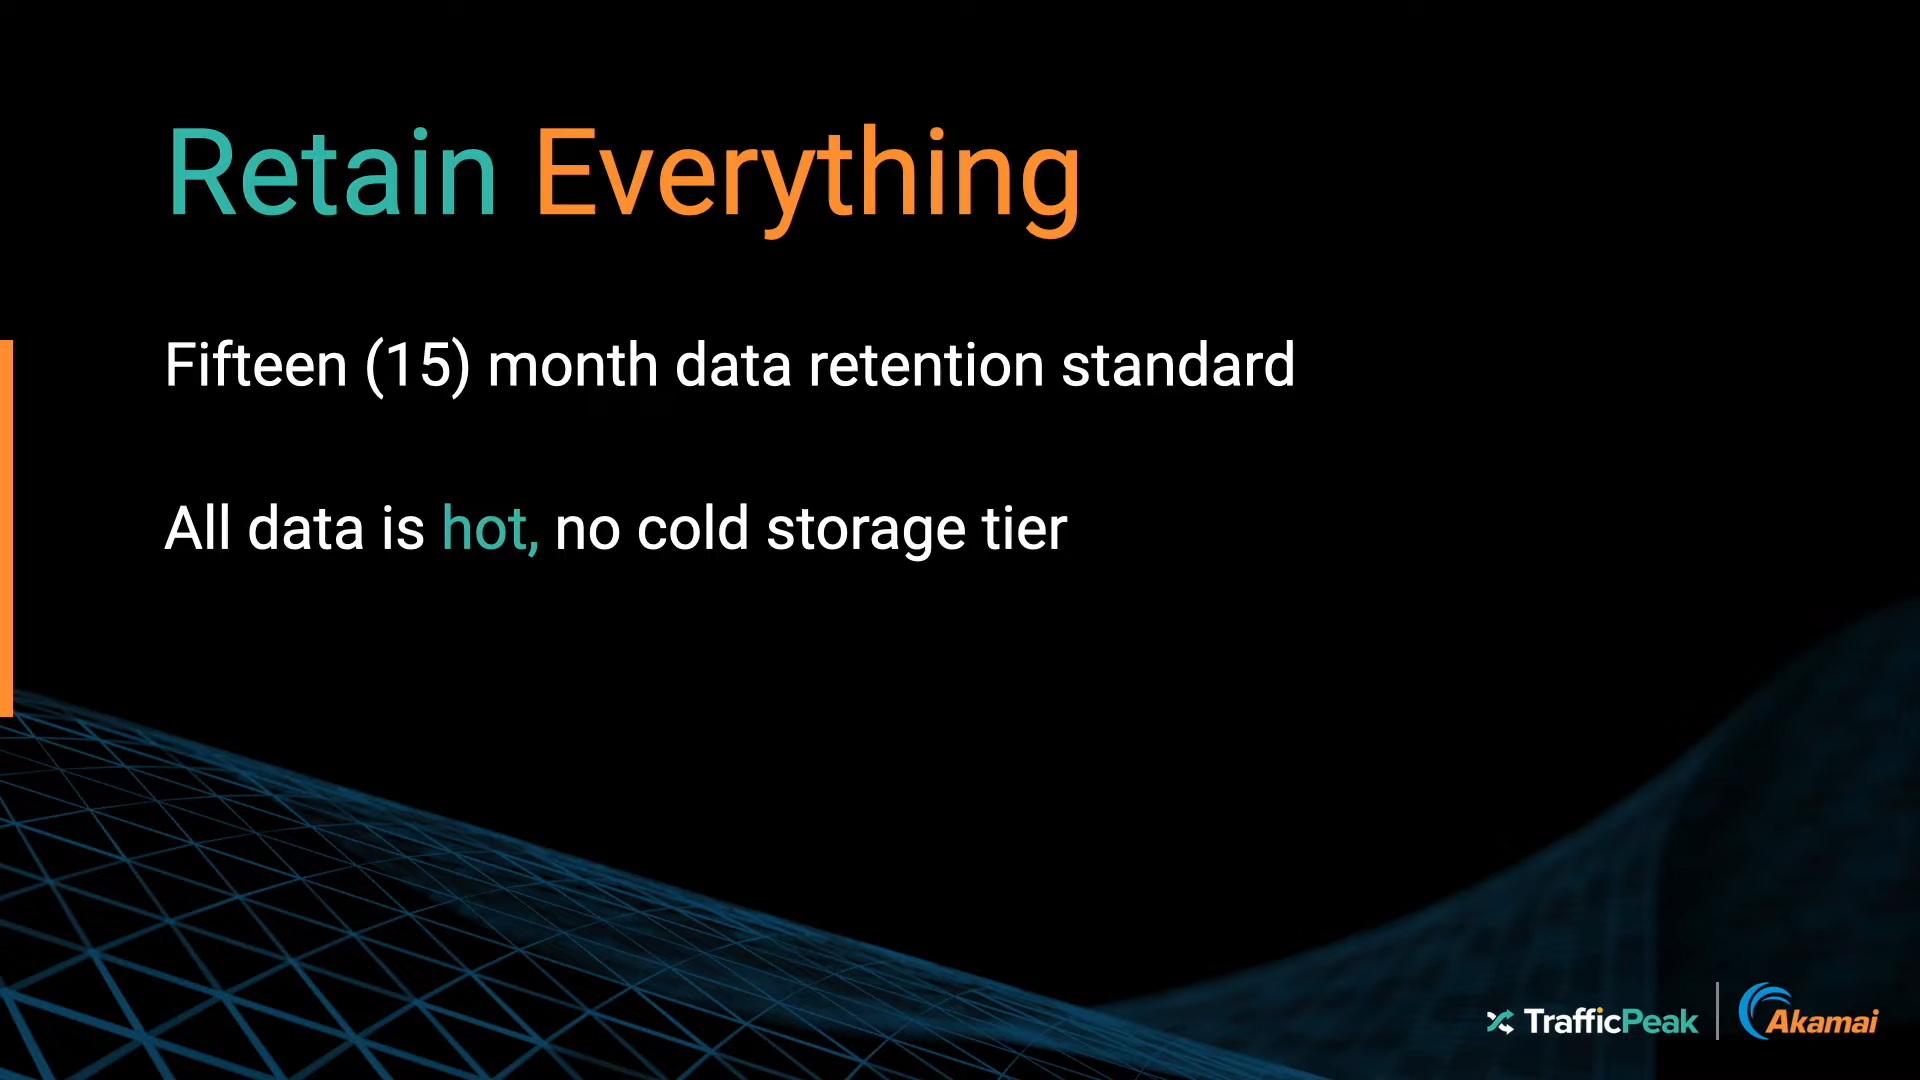 Retain Everything
Fifteen (15) month data retention standard
All data is hot, no cold storage tier
TrafficPeak
Akamai